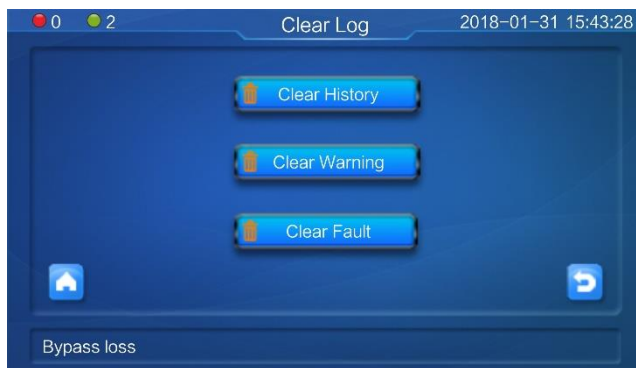 0 2 Clear Log 2018-01-31 15:43:28
Clear History
Clear Warning
Clear Fault
Bypass loss